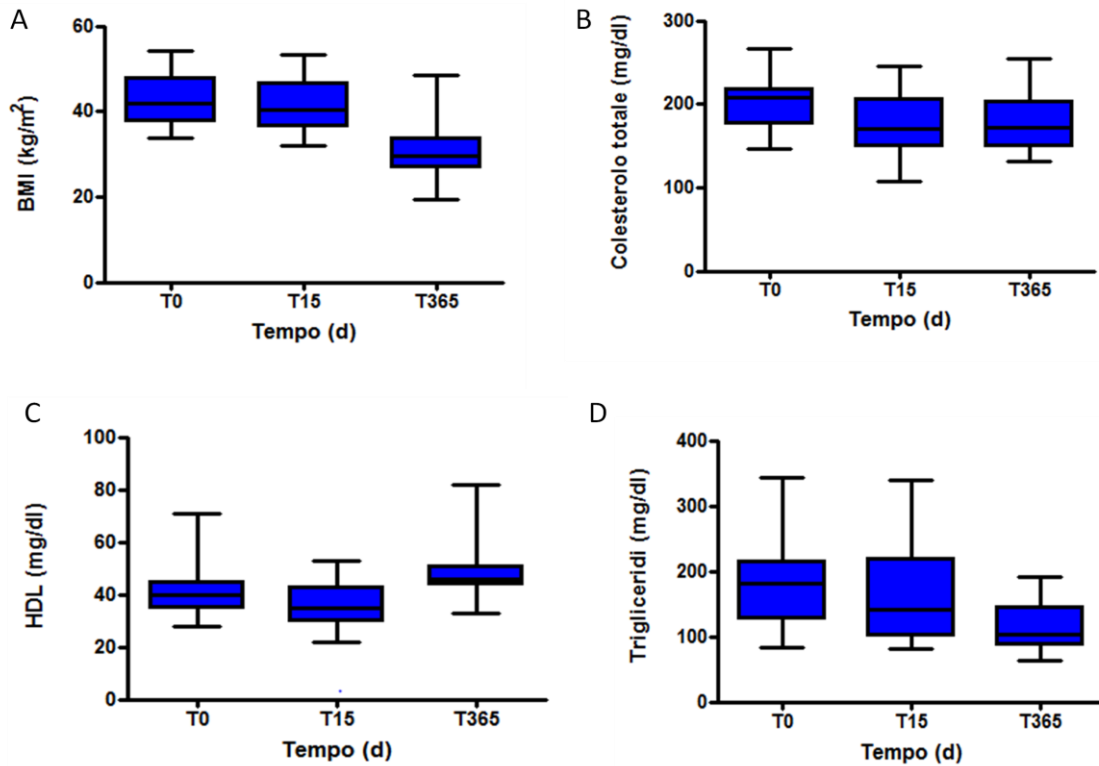 A
BMI (kg/m²)
60
40
20
0
T0 T15 T365
Tempo (d)
B
Colesterolo totale (mg/dl)
300
200
100
0
T0 T15 T365
Tempo (d)
C
HDL (mg/dl)
100
80
60
40
20
0
T0 T15 T365
Tempo (d)
D
Trigliceridi (mg/dl)
400
300
200
100
0
T0 T15 T365
Tempo (d)